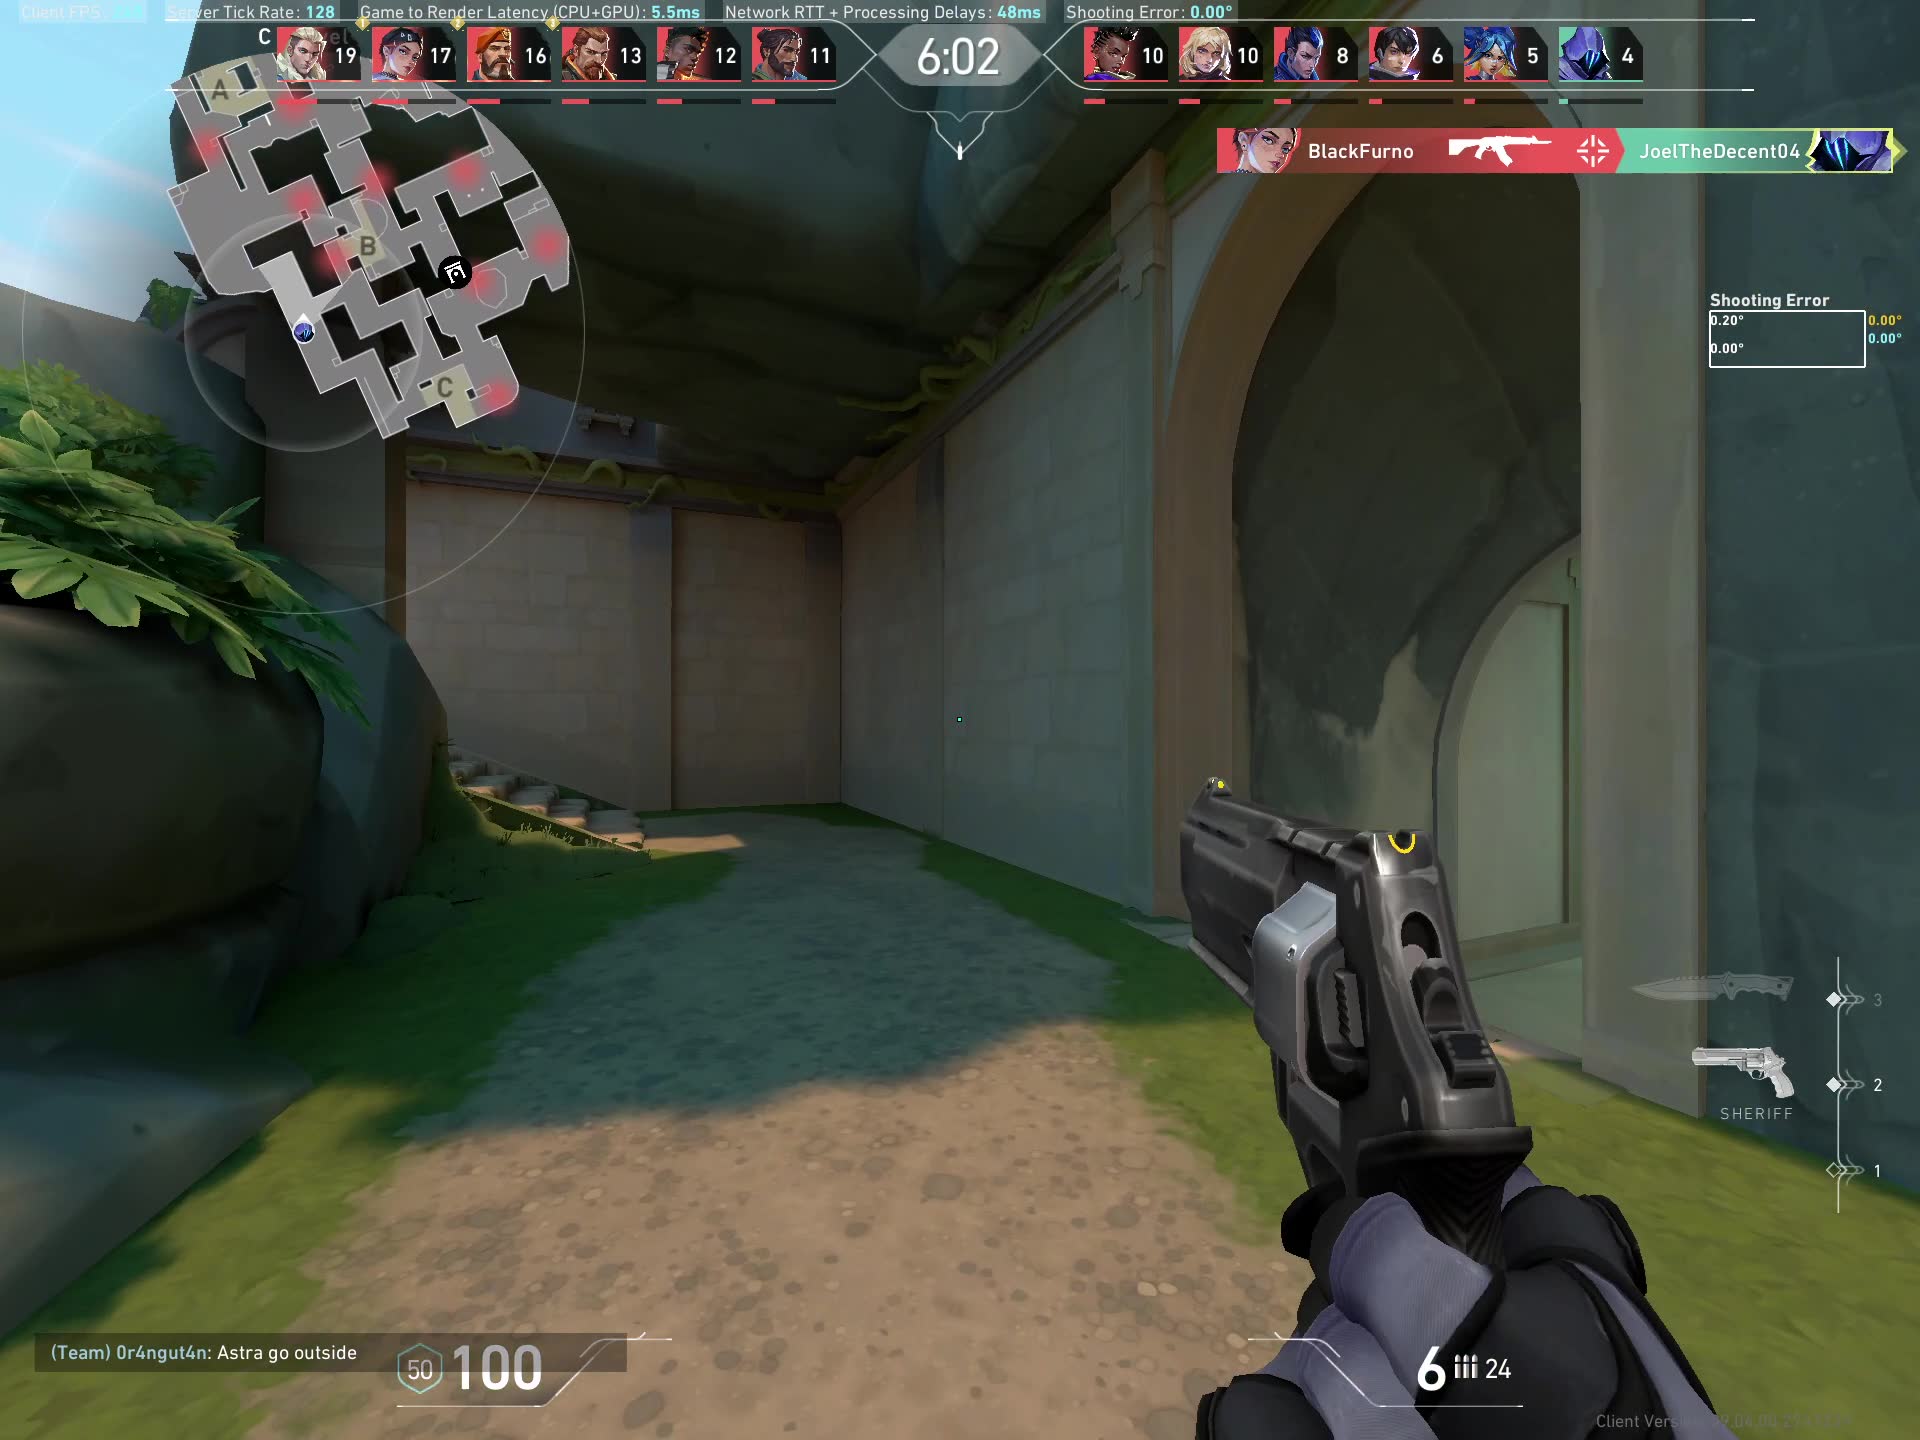 Client FPS:
Server Tick Rate: 128
Game to Render Latency (CPU+GPU): 5.5ms
Network RTT + Processing Delays: 48ms
Shooting Error: 0.00°
C
19
17
16
13
12
11
6:02
10
10
8
6
5
4
A
B
C
BlackFurno
JoelTheDecent04
Shooting Error
0.20°
0.00°
0.00°
0.00°
3
2
SHERIFF
1
(Team) 0r4ngut4n: Astra go outside
50
100
6
24
Client